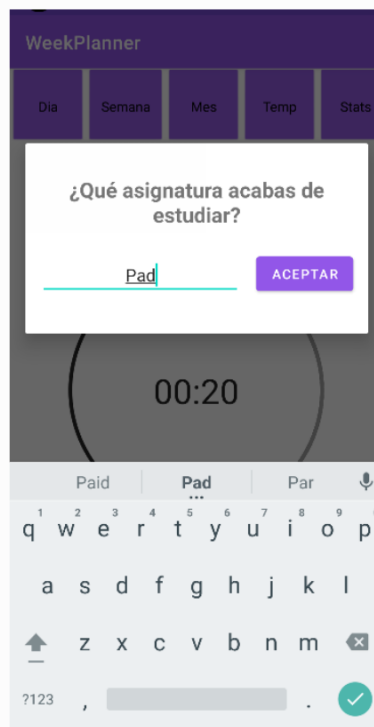 WeekPlanner
Dia Semana Mes Temp Stats
¿Qué asignatura acabas de
estudiar?
Pad ACEPTAR
00:20
Paid Pad Par
1 2 3 4 5 6 7 8 9
q w e r t y u i o p
a s d f g h j k l
z x c v b n m
?123 , .